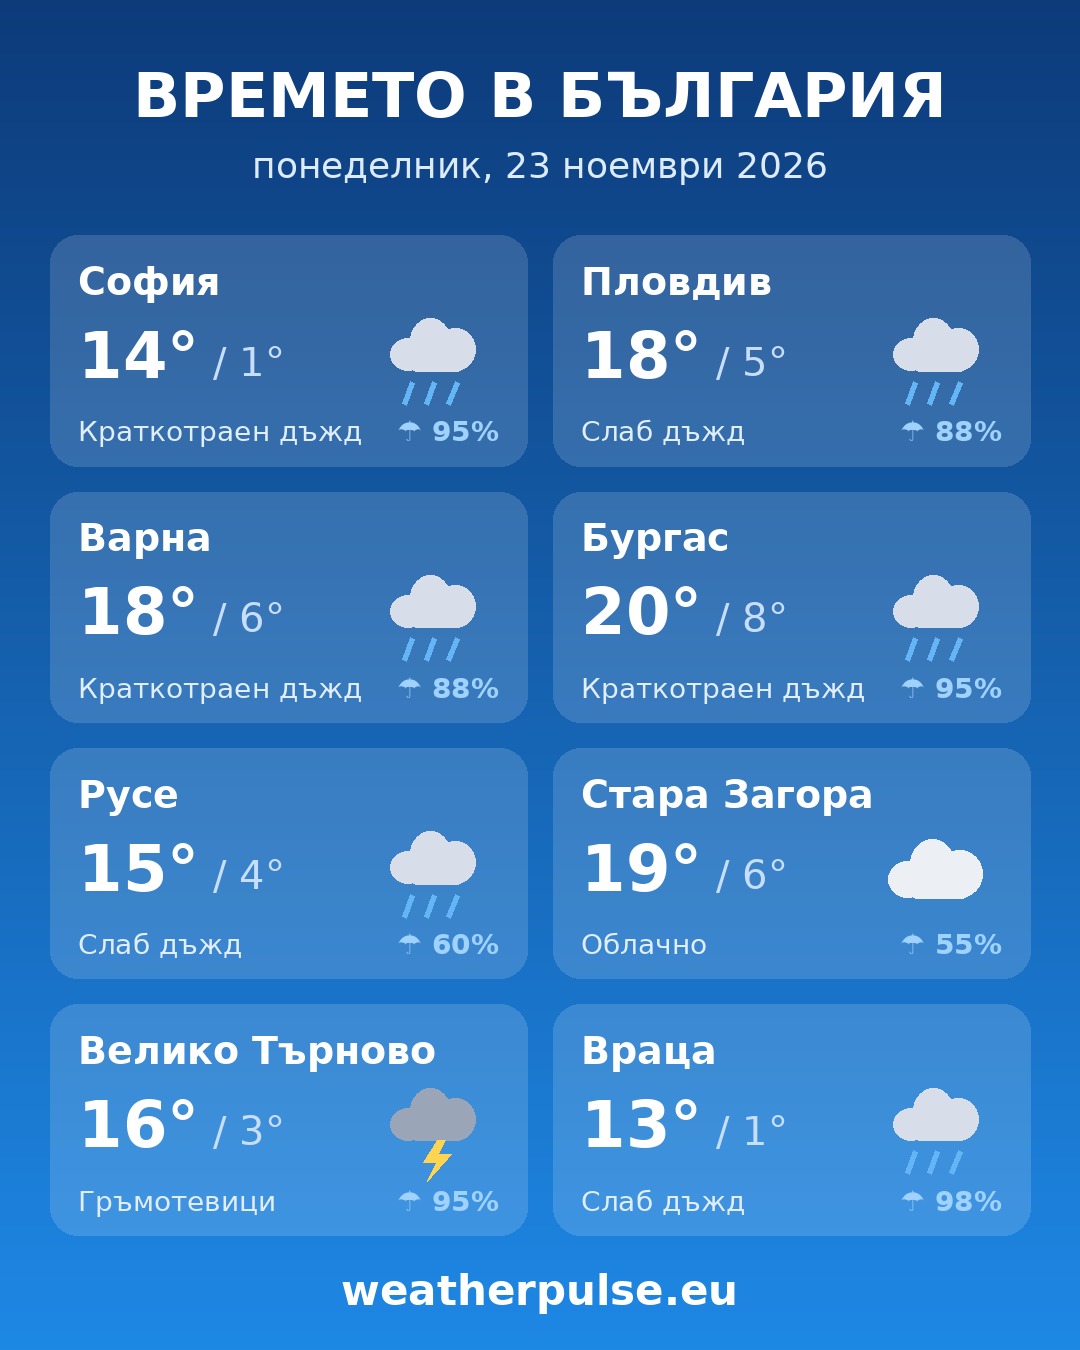 ВРЕМЕТО В БЪЛГАРИЯ
понеделник, 23 ноември 2026
София
14° / 1°
Краткотраен дъжд ☂ 95%
Пловдив
18° / 5°
Слаб дъжд ☂ 88%
Варна
18° / 6°
Краткотраен дъжд ☂ 88%
Бургас
20° / 8°
Краткотраен дъжд ☂ 95%
Русе
15° / 4°
Слаб дъжд ☂ 60%
Стара Загора
19° / 6°
Облачно ☂ 55%
Велико Търново
16° / 3°
Гръмотевици ☂ 95%
Враца
13° / 1°
Слаб дъжд ☂ 98%
weatherpulse.eu